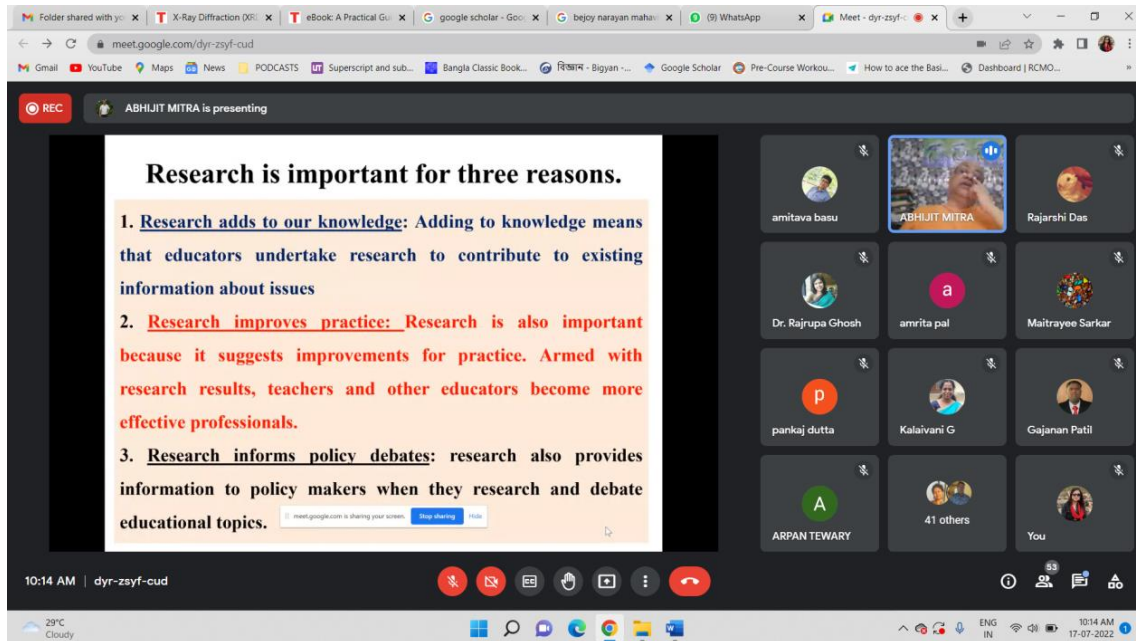 Folder shared with yo
X-Ray Diffraction (XR
eBook: A Practical Gu
google scholar - Goo
bejoy narayan maha
(9) WhatsApp
Meet - dyr-zsyf-c
meet.google.com/dyr-zsyf-cud
Gmail
YouTube
Maps
News
PODCASTS
Superscript and sub...
Bangla Classic Book...
বিজ্ঞান - Bigyan -...
Google Scholar
Pre-Course Workou...
How to ace the Basi...
Dashboard | RCMO...
REC
ABHIJIT MITRA is presenting
Research is important for three reasons.
1. Research adds to our knowledge: Adding to knowledge means
that educators undertake research to contribute to existing
information about issues
2. Research improves practice: Research is also important
because it suggests improvements for practice. Armed with
research results, teachers and other educators become more
effective professionals.
3. Research informs policy debates: research also provides
information to policy makers when they research and debate
educational topics.
meet.google.com is sharing your screen. Stop sharing Hide
amitava basu
ABHIJIT MITRA
Rajarshi Das
Dr. Rajrupa Ghosh
a
amrita pal
Maitrayee Sarkar
p
pankaj dutta
Kalaivani G
Gajanan Patil
A
ARPAN TEWARY
41 others
You
10:14 AM | dyr-zsyf-cud
53
29°C
Cloudy
ENG
IN
10:14 AM
17-07-2022
1